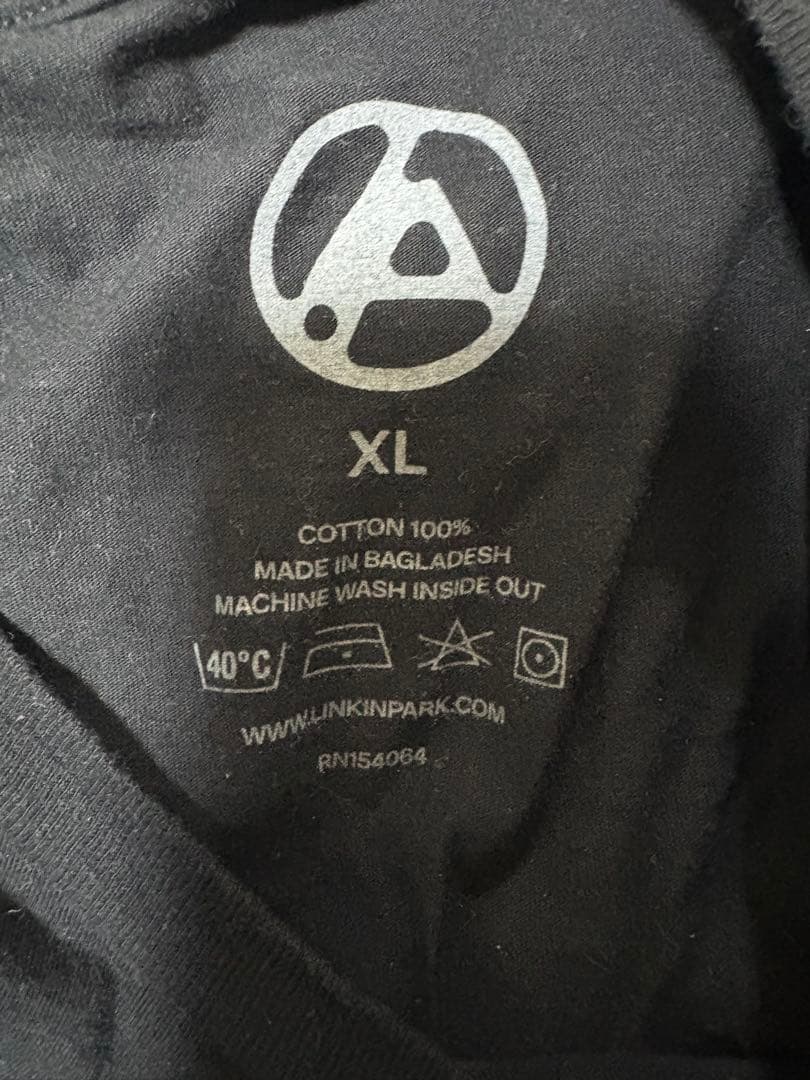 XL
COTTON 100%
MADE IN BAGLADESH
MACHINE WASH INSIDE OUT
40°C
WWW.LINKINPARK.COM
RN154064